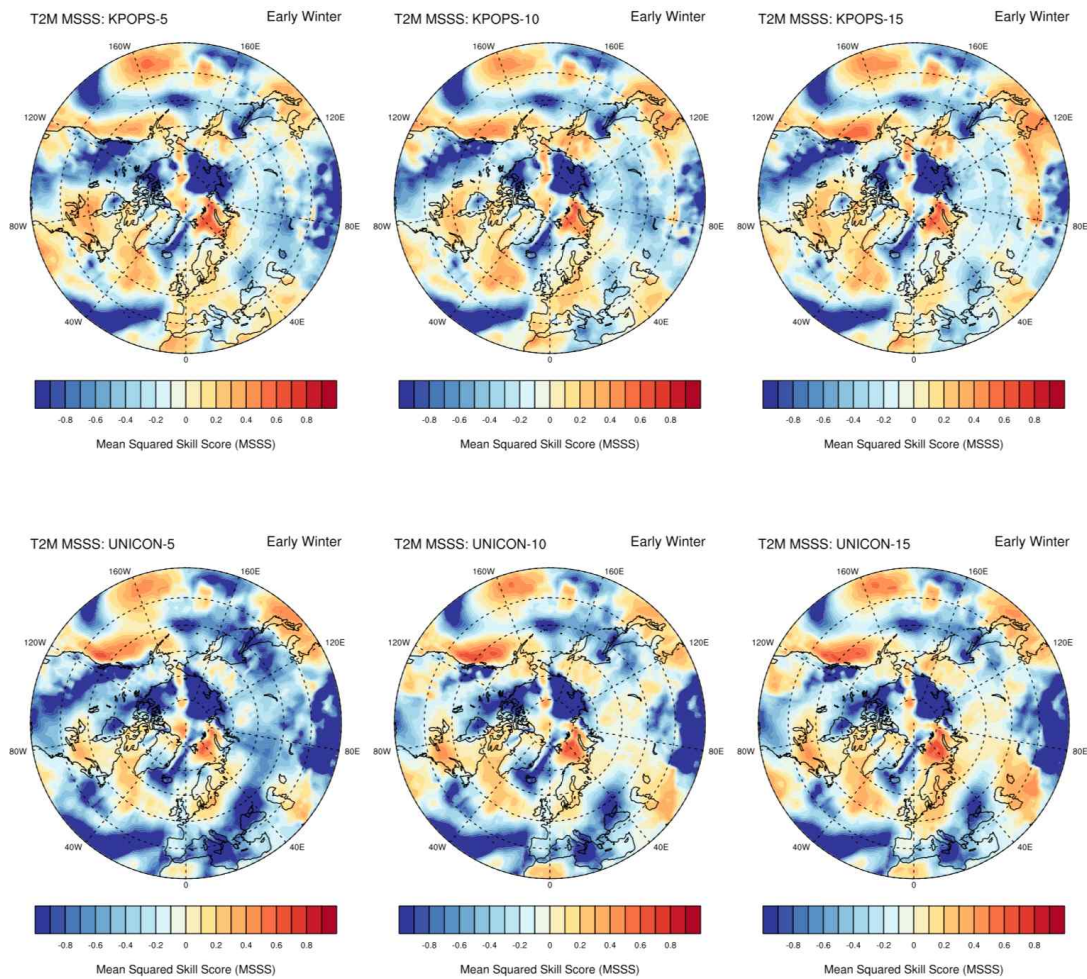 T2M MSSS: KPOPS-5 Early Winter
160W 160E
120W 120E
80W 80E
40W 40E
0
-0.8 -0.6 -0.4 -0.2 0 0.2 0.4 0.6 0.8
Mean Squared Skill Score (MSSS)
T2M MSSS: KPOPS-10 Early Winter
160W 160E
120W 120E
80W 80E
40W 40E
0
-0.8 -0.6 -0.4 -0.2 0 0.2 0.4 0.6 0.8
Mean Squared Skill Score (MSSS)
T2M MSSS: KPOPS-15 Early Winter
160W 160E
120W 120E
80W 80E
40W 40E
0
-0.8 -0.6 -0.4 -0.2 0 0.2 0.4 0.6 0.8
Mean Squared Skill Score (MSSS)
T2M MSSS: UNICON-5 Early Winter
160W 160E
120W 120E
80W 80E
40W 40E
0
-0.8 -0.6 -0.4 -0.2 0 0.2 0.4 0.6 0.8
Mean Squared Skill Score (MSSS)
T2M MSSS: UNICON-10 Early Winter
160W 160E
120W 120E
80W 80E
40W 40E
0
-0.8 -0.6 -0.4 -0.2 0 0.2 0.4 0.6 0.8
Mean Squared Skill Score (MSSS)
T2M MSSS: UNICON-15 Early Winter
160W 160E
120W 120E
80W 80E
40W 40E
0
-0.8 -0.6 -0.4 -0.2 0 0.2 0.4 0.6 0.8
Mean Squared Skill Score (MSSS)